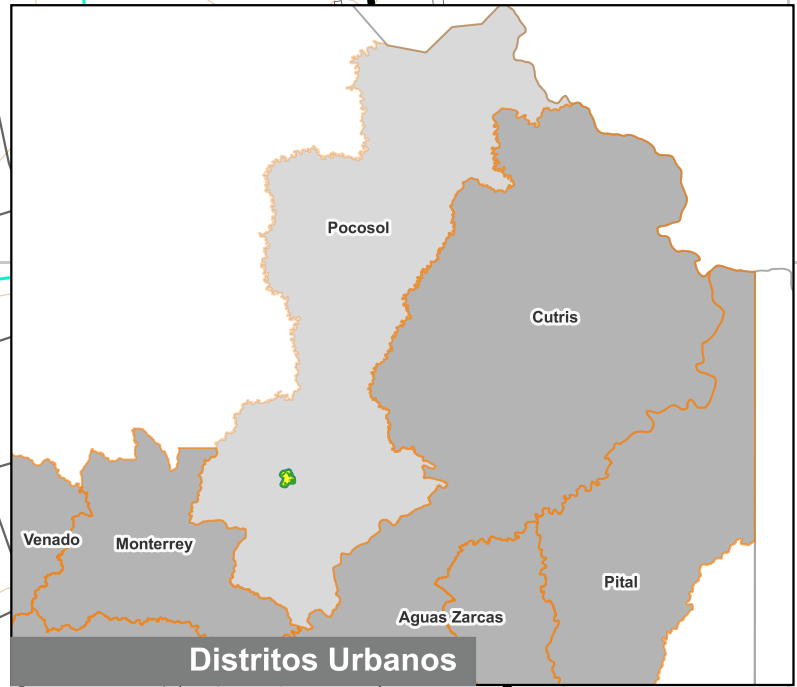 Pocosol
Cutris
Venado
Monterrey
Pital
Aguas Zarcas
Distritos Urbanos